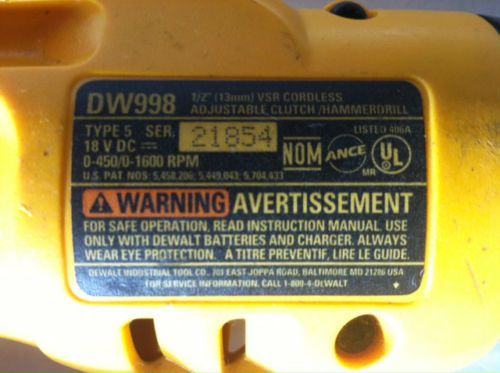 DW998 1/2" (13mm) VSR CORDLESS
ADJUSTABLE CLUTCH /HAMMERDRILL
TYPE 5 SER. 21854 LISTED 406A
18 V DC
0-450/0-1600 RPM NOM ANCE UL
MR
U.S. PAT NOS: 5,458,206; 5,449,043; 5,704,433
WARNING AVERTISSEMENT
FOR SAFE OPERATION, READ INSTRUCTION MANUAL. USE
ONLY WITH DEWALT BATTERIES AND CHARGER. ALWAYS
WEAR EYE PROTECTION. A TITRE PRÉVENTIF, LIRE LE GUIDE.
DEWALT INDUSTRIAL TOOL CO., 701 EAST JOPPA ROAD, BALTIMORE MD 21286 USA
FOR SERVICE INFORMATION, CALL 1-800-4-DEWALT